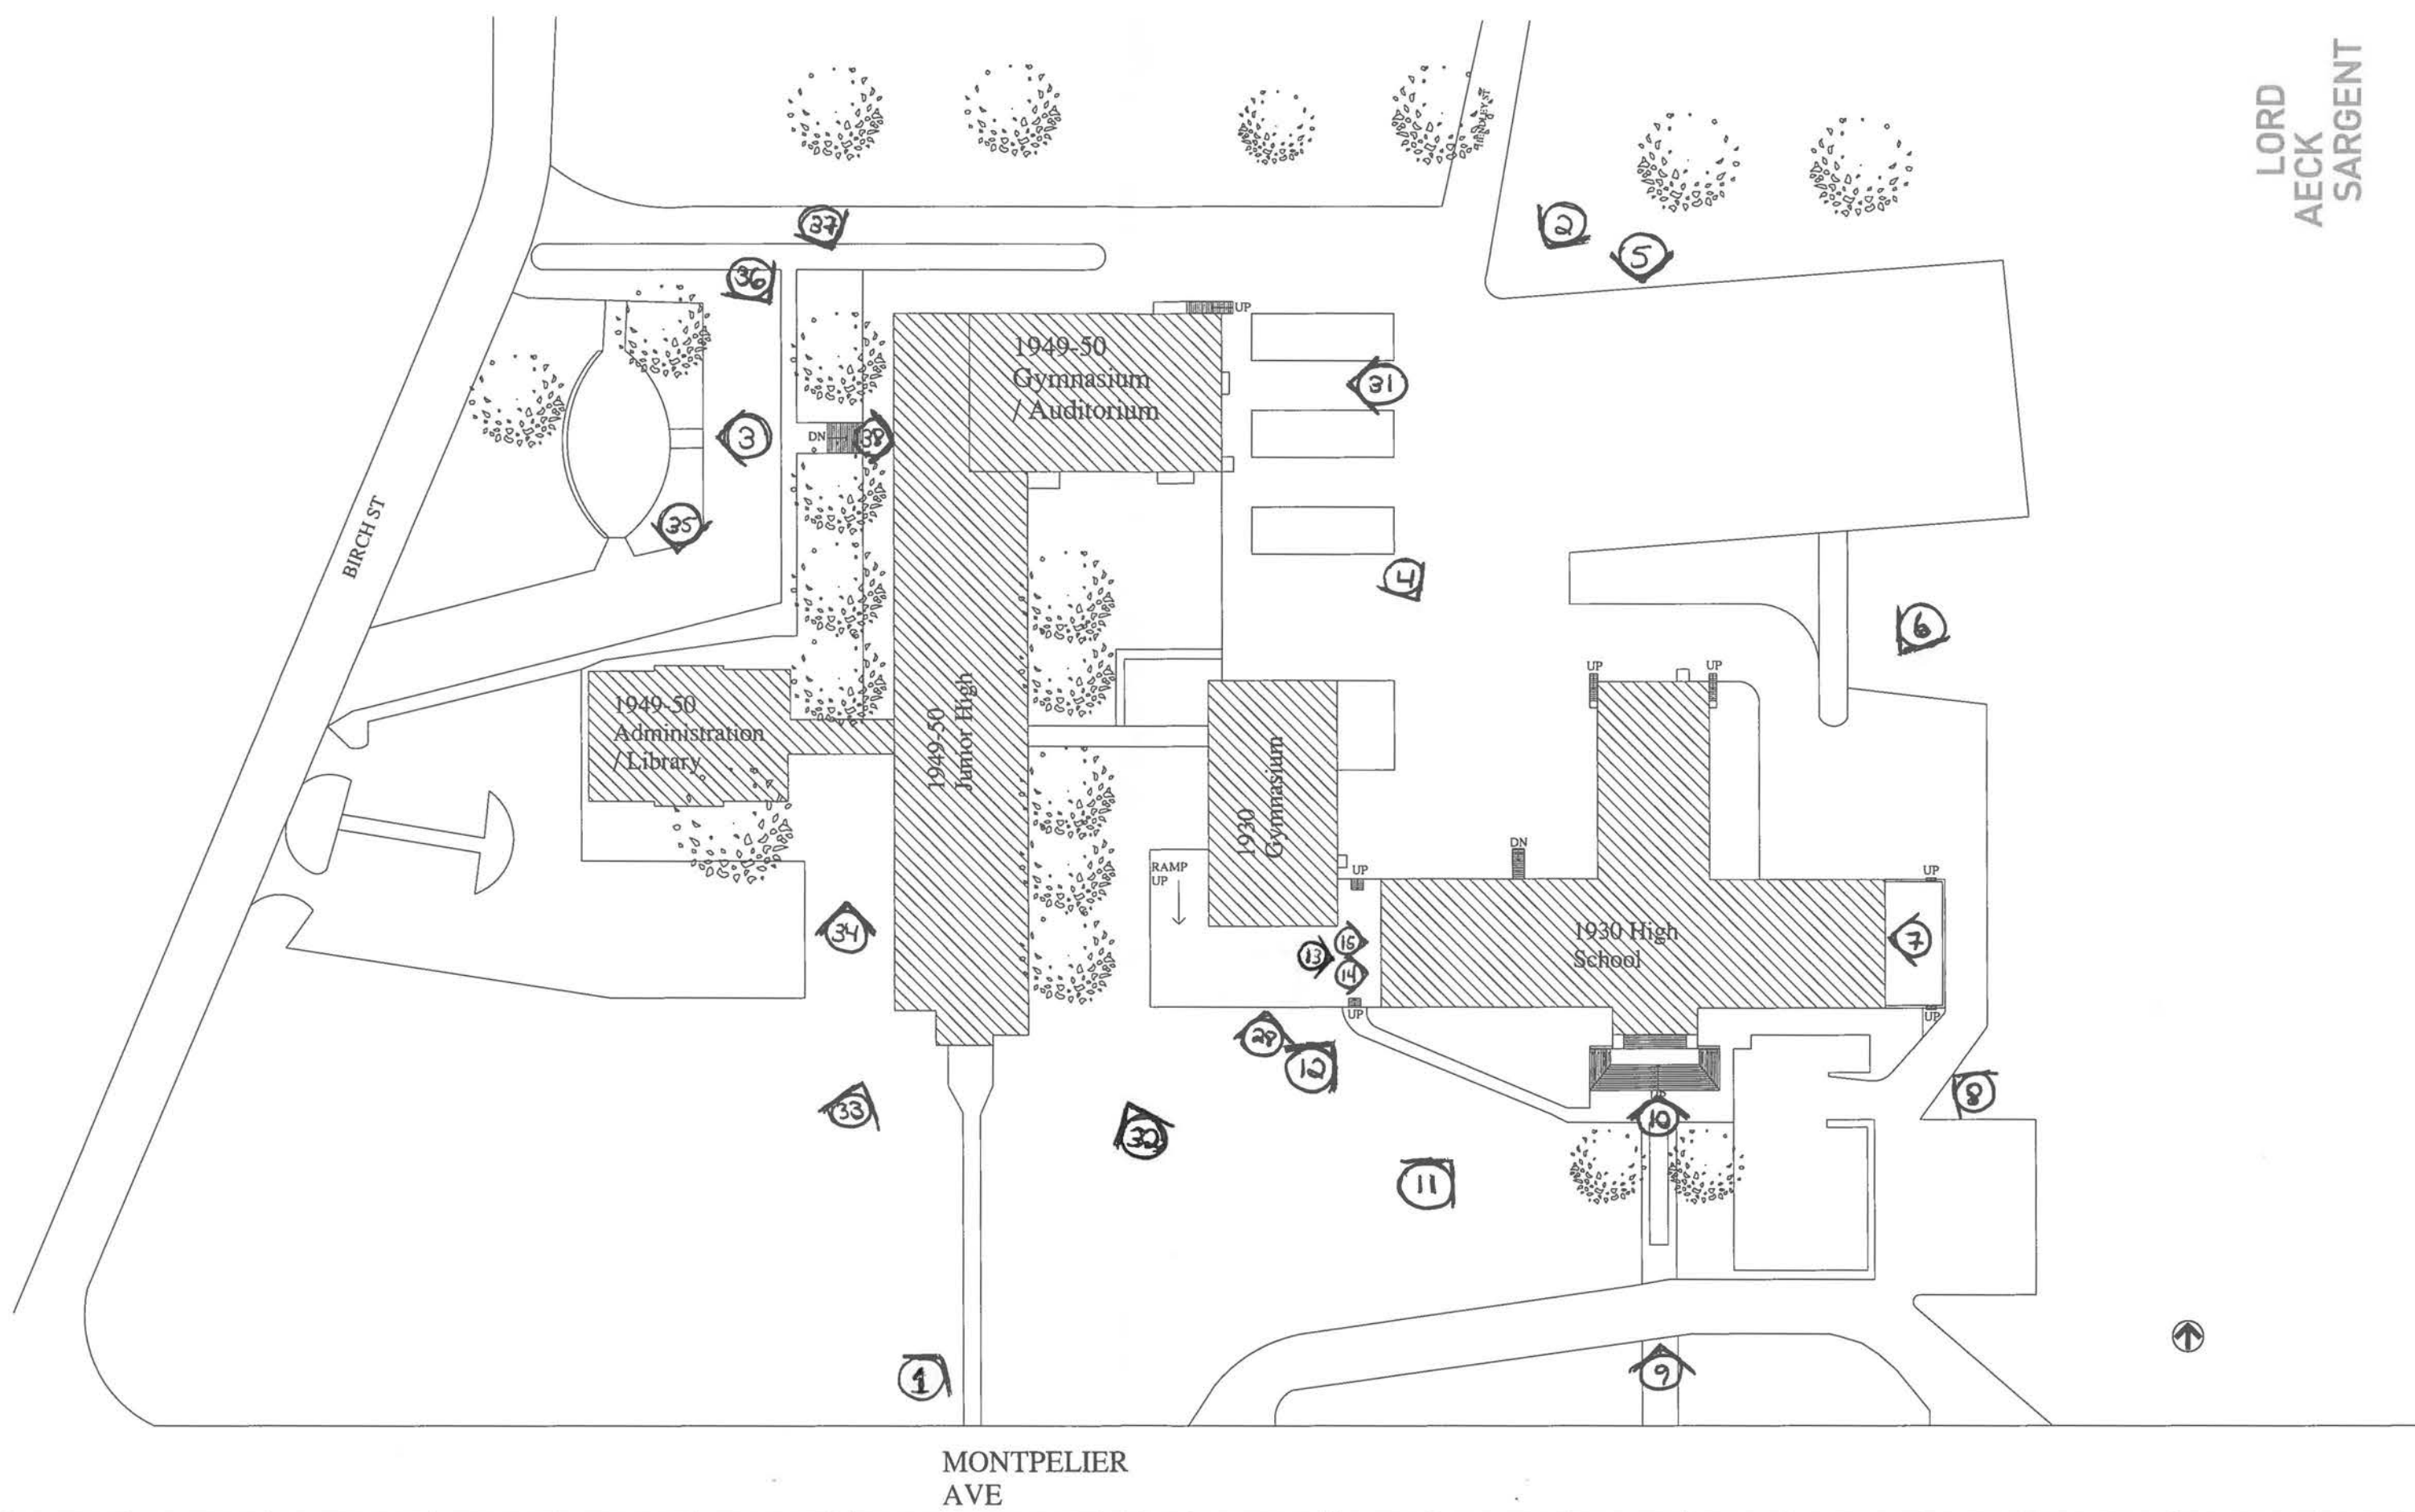 LORD
AECK
SARGENT
HENDLEY ST
37
2
5
36
UP
1949-50
Gymnasium
/ Auditorium
31
3
DN
38
35
BIRCH ST
4
6
UP
UP
1949-50
Administration
/ Library
1949-50
Junior High
1930
Gymnasium
DN
RAMP
UP
UP
UP
34
13
14
1930 High
School
7
UP
UP
29
12
33
32
10
8
11
1
9
MONTPELIER
AVE